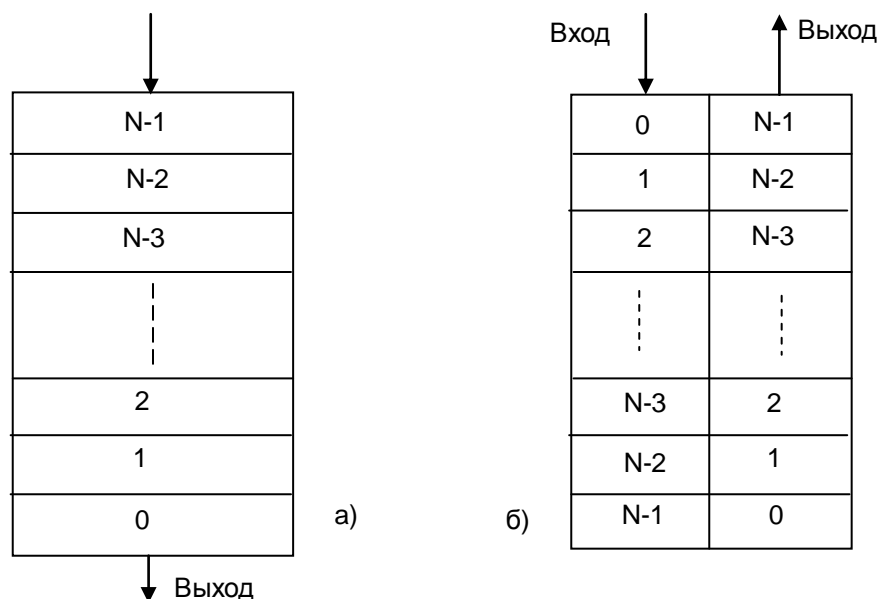 Вход Выход
N-1
N-2
N-3
2
1
0
а)
Выход
б)
0 N-1
1 N-2
2 N-3
N-3 2
N-2 1
N-1 0